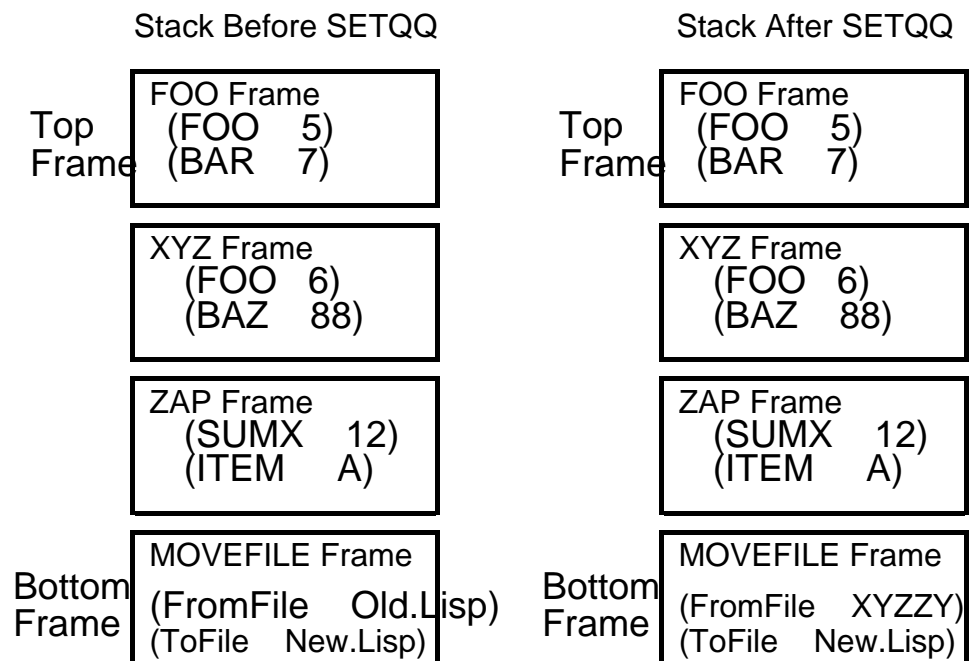 Stack Before SETQQ
Top
Frame
FOO Frame
(FOO 5)
(BAR 7)
XYZ Frame
(FOO 6)
(BAZ 88)
ZAP Frame
(SUMX 12)
(ITEM A)
Bottom
Frame
MOVEFILE Frame
(FromFile Old.Lisp)
(ToFile New.Lisp)
Stack After SETQQ
Top
Frame
FOO Frame
(FOO 5)
(BAR 7)
XYZ Frame
(FOO 6)
(BAZ 88)
ZAP Frame
(SUMX 12)
(ITEM A)
Bottom
Frame
MOVEFILE Frame
(FromFile XYZZY)
(ToFile New.Lisp)